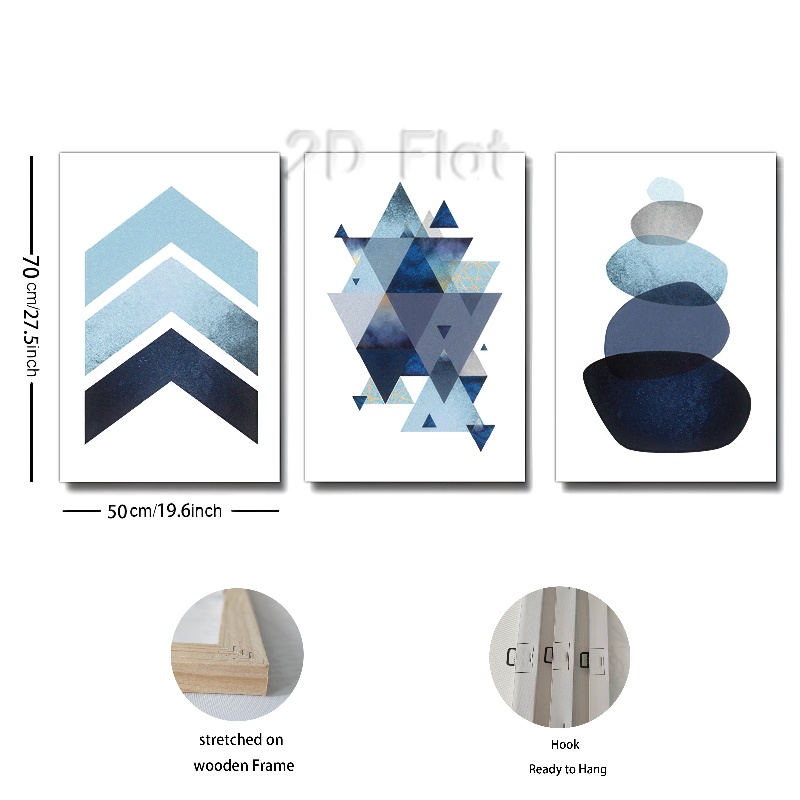 2D Flat
70 cm/27.5inch
50 cm/19.6inch
stretched on
wooden Frame
Hook
Ready to Hang